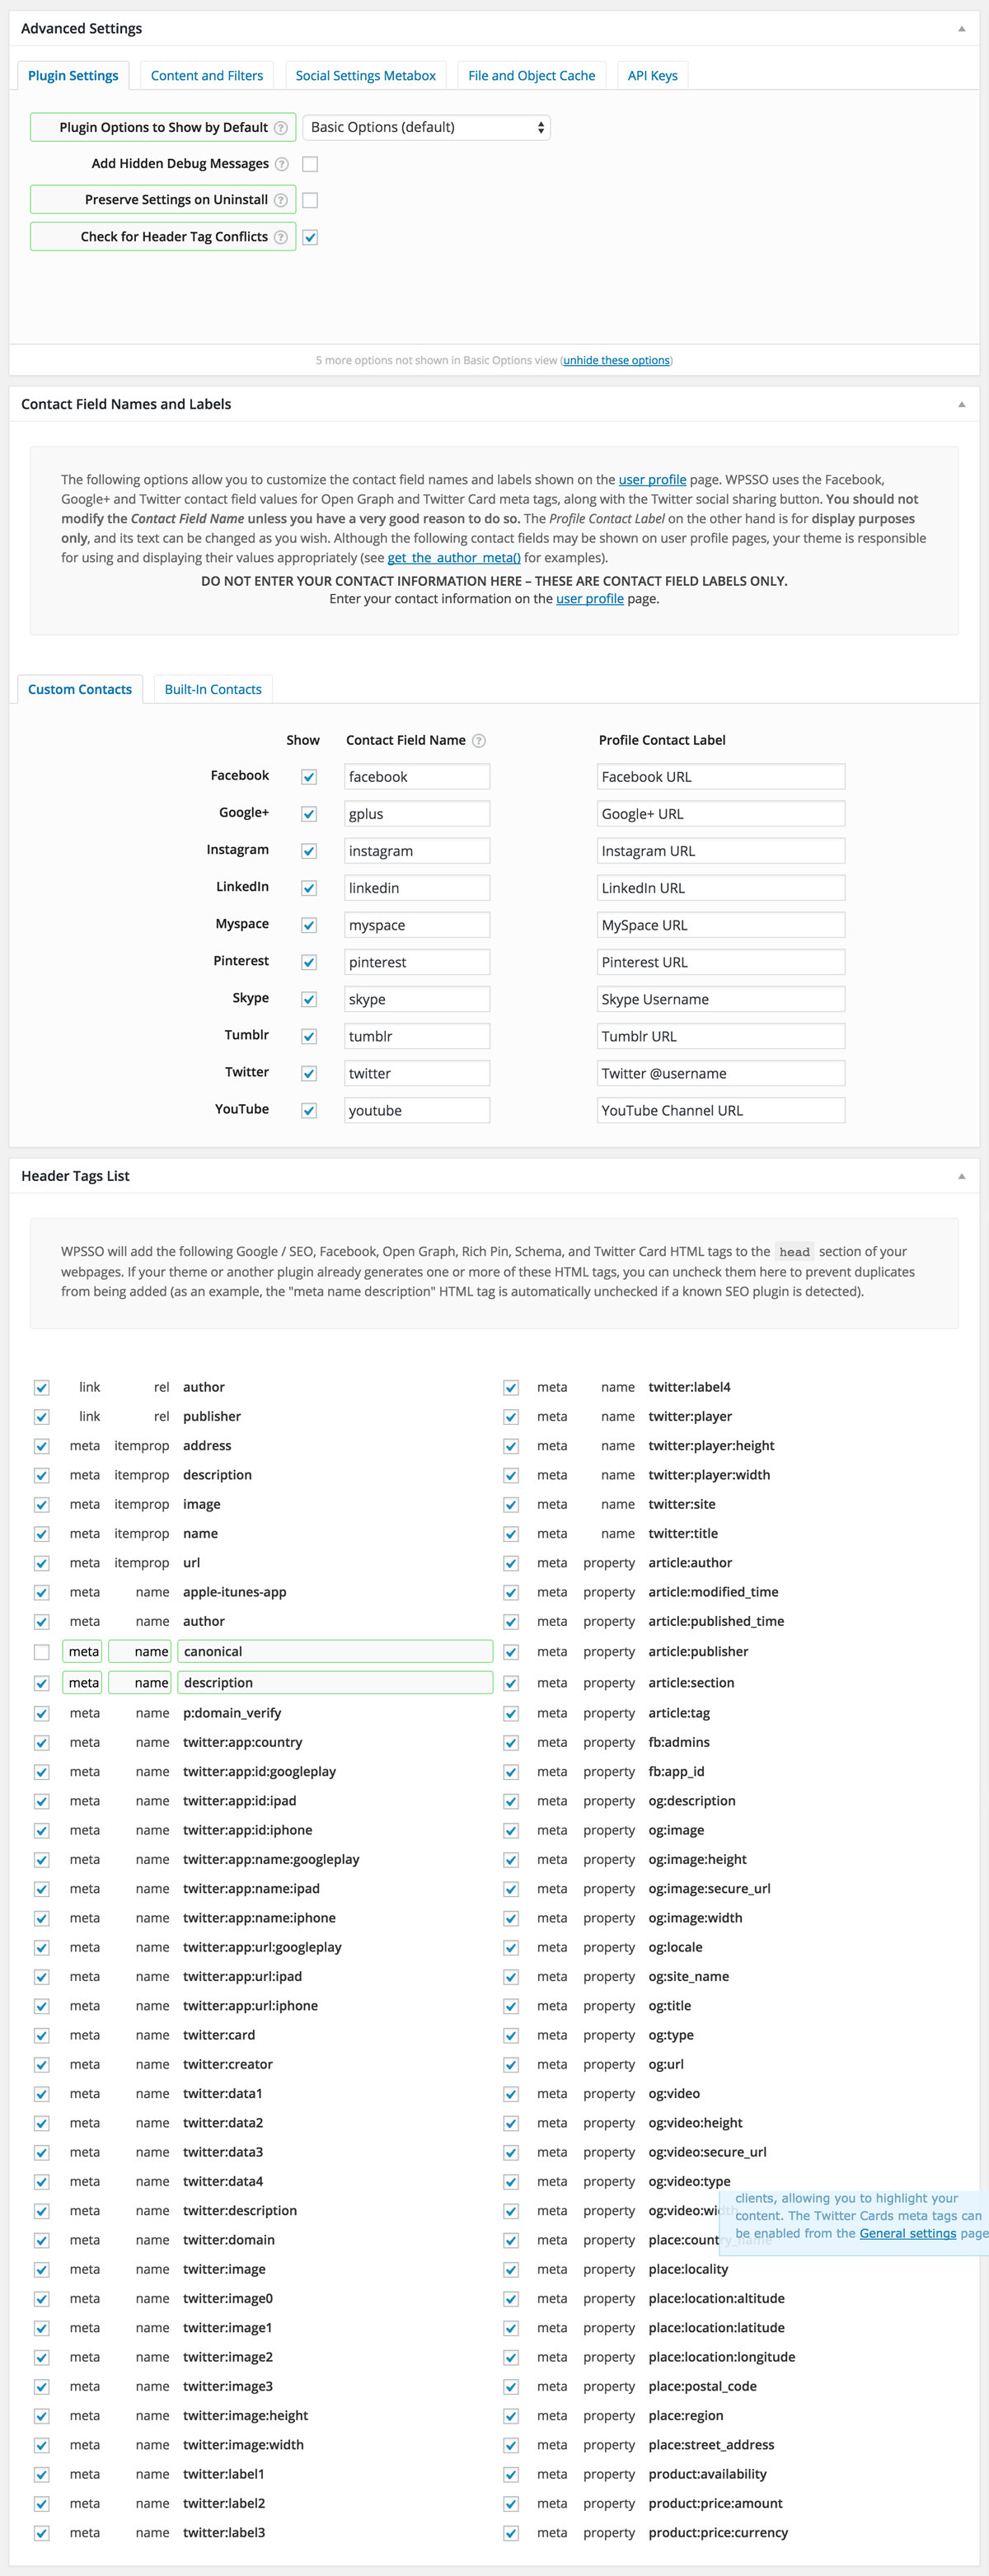 Advanced Settings
Plugin Settings Content and Filters Social Settings Metabox File and Object Cache API Keys
Plugin Options to Show by Default ? Basic Options (default)
Add Hidden Debug Messages ?
Preserve Settings on Uninstall ?
Check for Header Tag Conflicts ?
5 more options not shown in Basic Options view (unhide these options)
Contact Field Names and Labels
The following options allow you to customize the contact field names and labels shown on the user profile page. WPSSO uses the Facebook,
Google+ and Twitter contact field values for Open Graph and Twitter Card meta tags, along with the Twitter social sharing button. You should not
modify the Contact Field Name unless you have a very good reason to do so. The Profile Contact Label on the other hand is for display purposes
only, and its text can be changed as you wish. Although the following contact fields may be shown on user profile pages, your theme is responsible
for using and displaying their values appropriately (see get_the_author_meta() for examples).
DO NOT ENTER YOUR CONTACT INFORMATION HERE – THESE ARE CONTACT FIELD LABELS ONLY.
Enter your contact information on the user profile page.
Custom Contacts Built-In Contacts
Show Contact Field Name ? Profile Contact Label
Facebook facebook Facebook URL
Google+ gplus Google+ URL
Instagram instagram Instagram URL
LinkedIn linkedin LinkedIn URL
Myspace myspace MySpace URL
Pinterest pinterest Pinterest URL
Skype skype Skype Username
Tumblr tumblr Tumblr URL
Twitter twitter Twitter @username
YouTube youtube YouTube Channel URL
Header Tags List
WPSSO will add the following Google / SEO, Facebook, Open Graph, Rich Pin, Schema, and Twitter Card HTML tags to the head section of your
webpages. If your theme or another plugin already generates one or more of these HTML tags, you can uncheck them here to prevent duplicates
from being added (as an example, the "meta name description" HTML tag is automatically unchecked if a known SEO plugin is detected).
link rel author meta name twitter:label4
link rel publisher meta name twitter:player
meta itemprop address meta name twitter:player:height
meta itemprop description meta name twitter:player:width
meta itemprop image meta name twitter:site
meta itemprop name meta name twitter:title
meta itemprop url meta property article:author
meta name apple-itunes-app meta property article:modified_time
meta name author meta property article:published_time
meta name canonical meta property article:publisher
meta name description meta property article:section
meta name p:domain_verify meta property article:tag
meta name twitter:app:country meta property fb:admins
meta name twitter:app:id:googleplay meta property fb:app_id
meta name twitter:app:id:ipad meta property og:description
meta name twitter:app:id:iphone meta property og:image
meta name twitter:app:name:googleplay meta property og:image:height
meta name twitter:app:name:ipad meta property og:image:secure_url
meta name twitter:app:name:iphone meta property og:image:width
meta name twitter:app:url:googleplay meta property og:locale
meta name twitter:app:url:ipad meta property og:site_name
meta name twitter:app:url:iphone meta property og:title
meta name twitter:card meta property og:type
meta name twitter:creator meta property og:url
meta name twitter:data1 meta property og:video
meta name twitter:data2 meta property og:video:height
meta name twitter:data3 meta property og:video:secure_url
meta name twitter:data4 meta property og:video:type
clients, allowing you to highlight your
meta name twitter:description meta property og:video:width
content. The Twitter Cards meta tags can
be enabled from the General settings page
meta name twitter:domain meta property place:country_name
meta name twitter:image meta property place:locality
meta name twitter:image0 meta property place:location:altitude
meta name twitter:image1 meta property place:location:latitude
meta name twitter:image2 meta property place:location:longitude
meta name twitter:image3 meta property place:postal_code
meta name twitter:image:height meta property place:region
meta name twitter:image:width meta property place:street_address
meta name twitter:label1 meta property product:availability
meta name twitter:label2 meta property product:price:amount
meta name twitter:label3 meta property product:price:currency